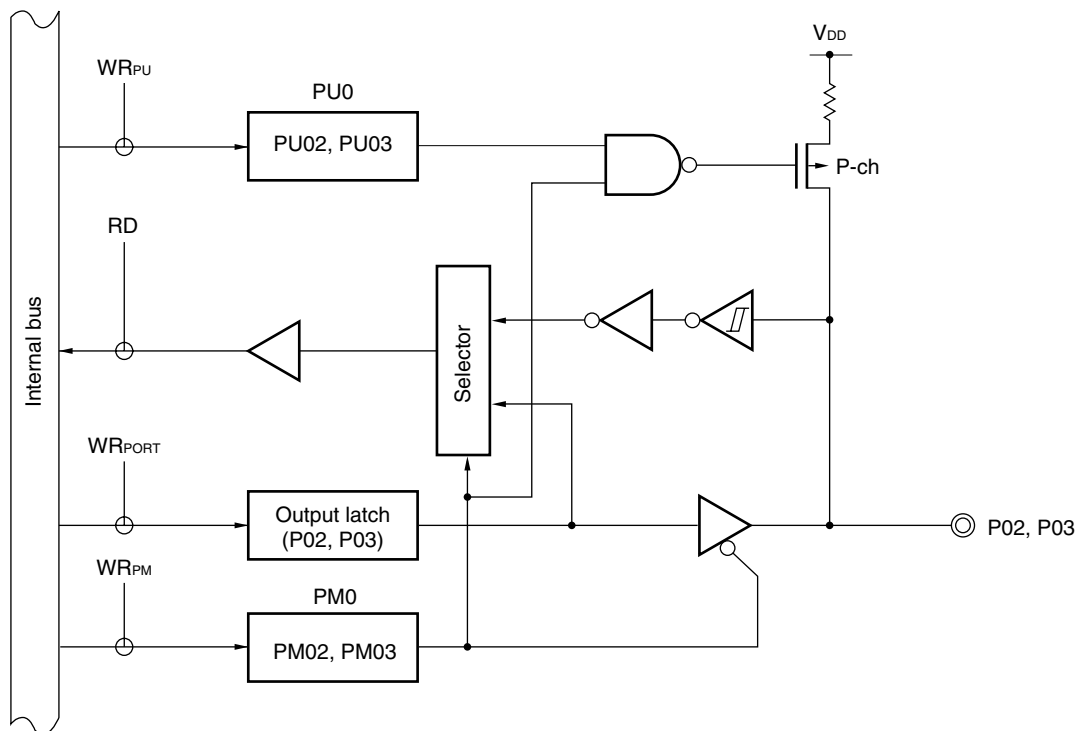 VDD
WRPU
PU0
PU02, PU03
P-ch
RD
Internal bus
Selector
WRPORT
Output latch
(P02, P03)
P02, P03
WRPM
PM0
PM02, PM03